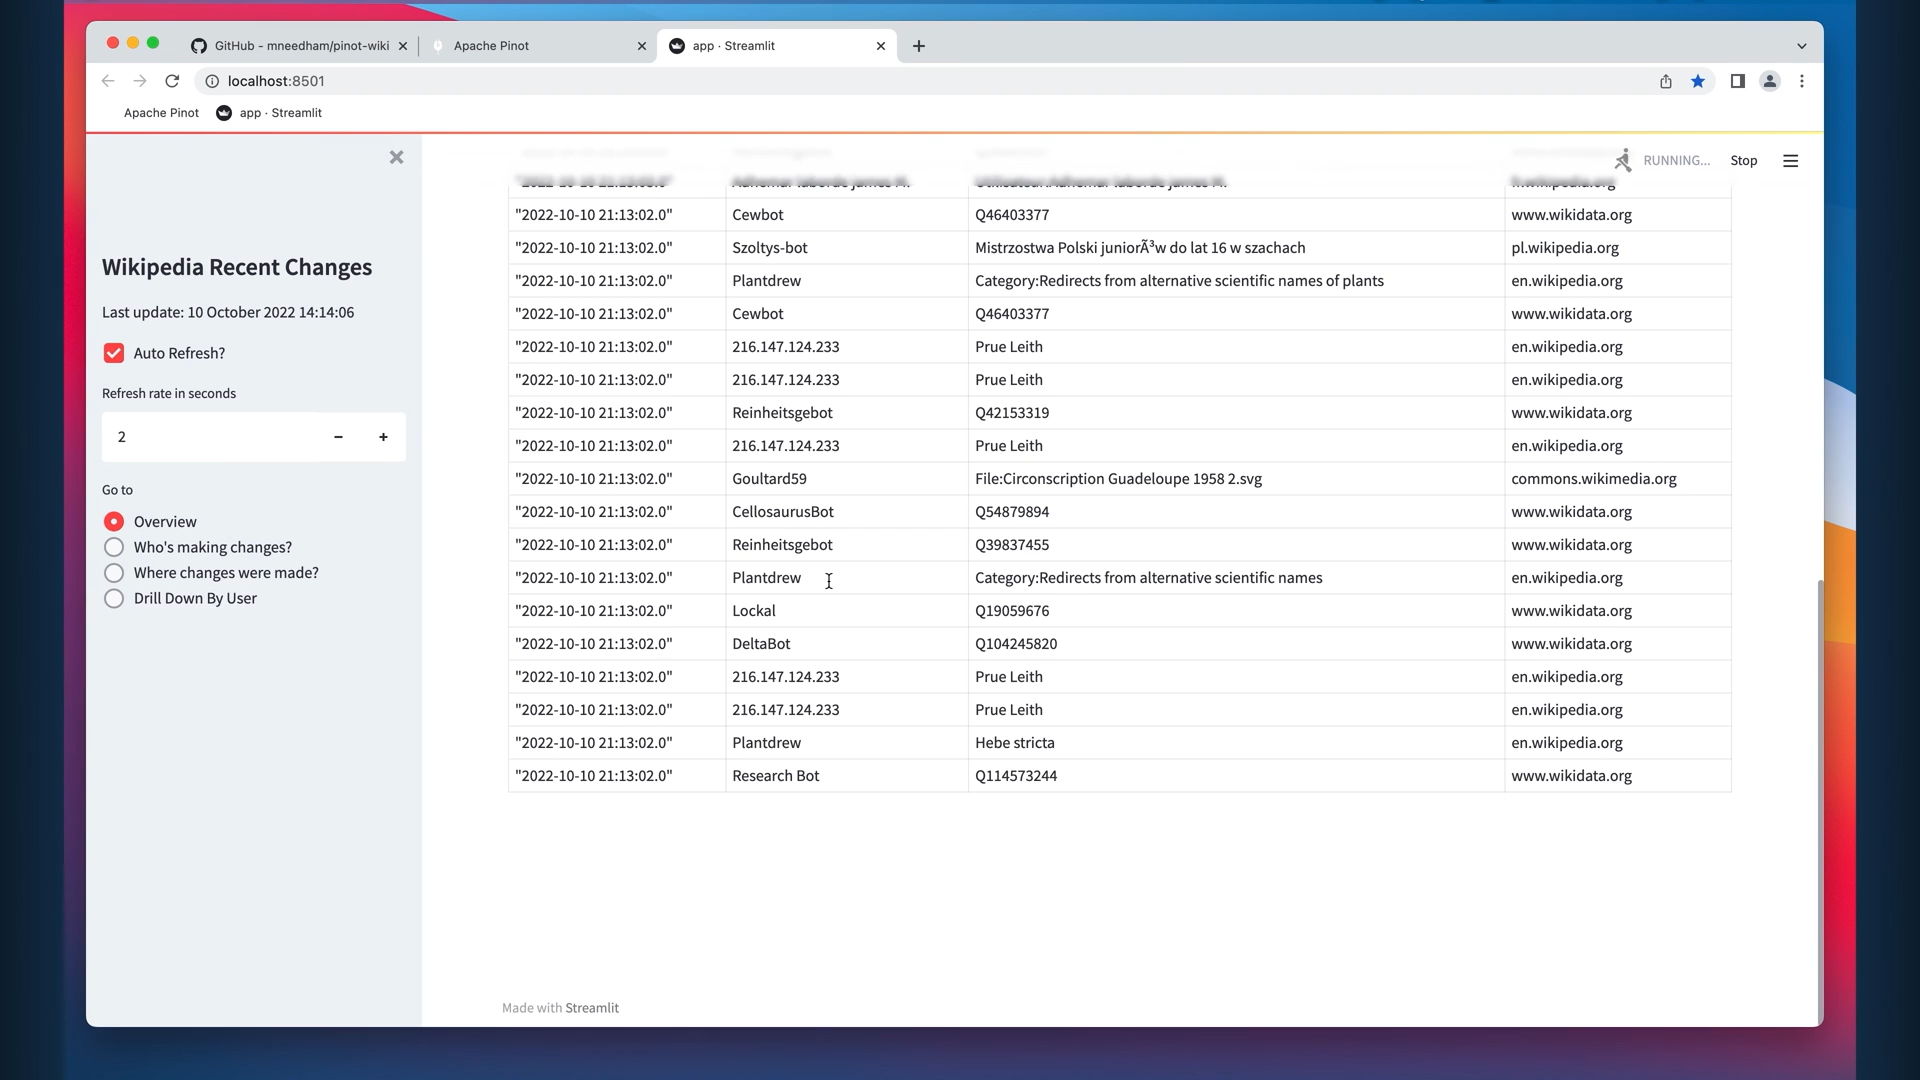 GitHub - mneedham/pinot-wiki
Apache Pinot
app · Streamlit
localhost:8501
Apache Pinot
app · Streamlit
RUNNING...
Stop
Wikipedia Recent Changes
Last update: 10 October 2022 14:14:06
Auto Refresh?
Refresh rate in seconds
2
Go to
Overview
Who's making changes?
Where changes were made?
Drill Down By User
"2022-10-10 21:13:02.0" Cewbot Q46403377 www.wikidata.org
"2022-10-10 21:13:02.0" Szoltys-bot Mistrzostwa Polski juniorÃ³w do lat 16 w szachach pl.wikipedia.org
"2022-10-10 21:13:02.0" Plantdrew Category:Redirects from alternative scientific names of plants en.wikipedia.org
"2022-10-10 21:13:02.0" Cewbot Q46403377 www.wikidata.org
"2022-10-10 21:13:02.0" 216.147.124.233 Prue Leith en.wikipedia.org
"2022-10-10 21:13:02.0" 216.147.124.233 Prue Leith en.wikipedia.org
"2022-10-10 21:13:02.0" Reinheitsgebot Q42153319 www.wikidata.org
"2022-10-10 21:13:02.0" 216.147.124.233 Prue Leith en.wikipedia.org
"2022-10-10 21:13:02.0" Goultard59 File:Circonscription Guadeloupe 1958 2.svg commons.wikimedia.org
"2022-10-10 21:13:02.0" CellosaurusBot Q54879894 www.wikidata.org
"2022-10-10 21:13:02.0" Reinheitsgebot Q39837455 www.wikidata.org
"2022-10-10 21:13:02.0" Plantdrew Category:Redirects from alternative scientific names en.wikipedia.org
"2022-10-10 21:13:02.0" Lockal Q19059676 www.wikidata.org
"2022-10-10 21:13:02.0" DeltaBot Q104245820 www.wikidata.org
"2022-10-10 21:13:02.0" 216.147.124.233 Prue Leith en.wikipedia.org
"2022-10-10 21:13:02.0" 216.147.124.233 Prue Leith en.wikipedia.org
"2022-10-10 21:13:02.0" Plantdrew Hebe stricta en.wikipedia.org
"2022-10-10 21:13:02.0" Research Bot Q114573244 www.wikidata.org
Made with Streamlit